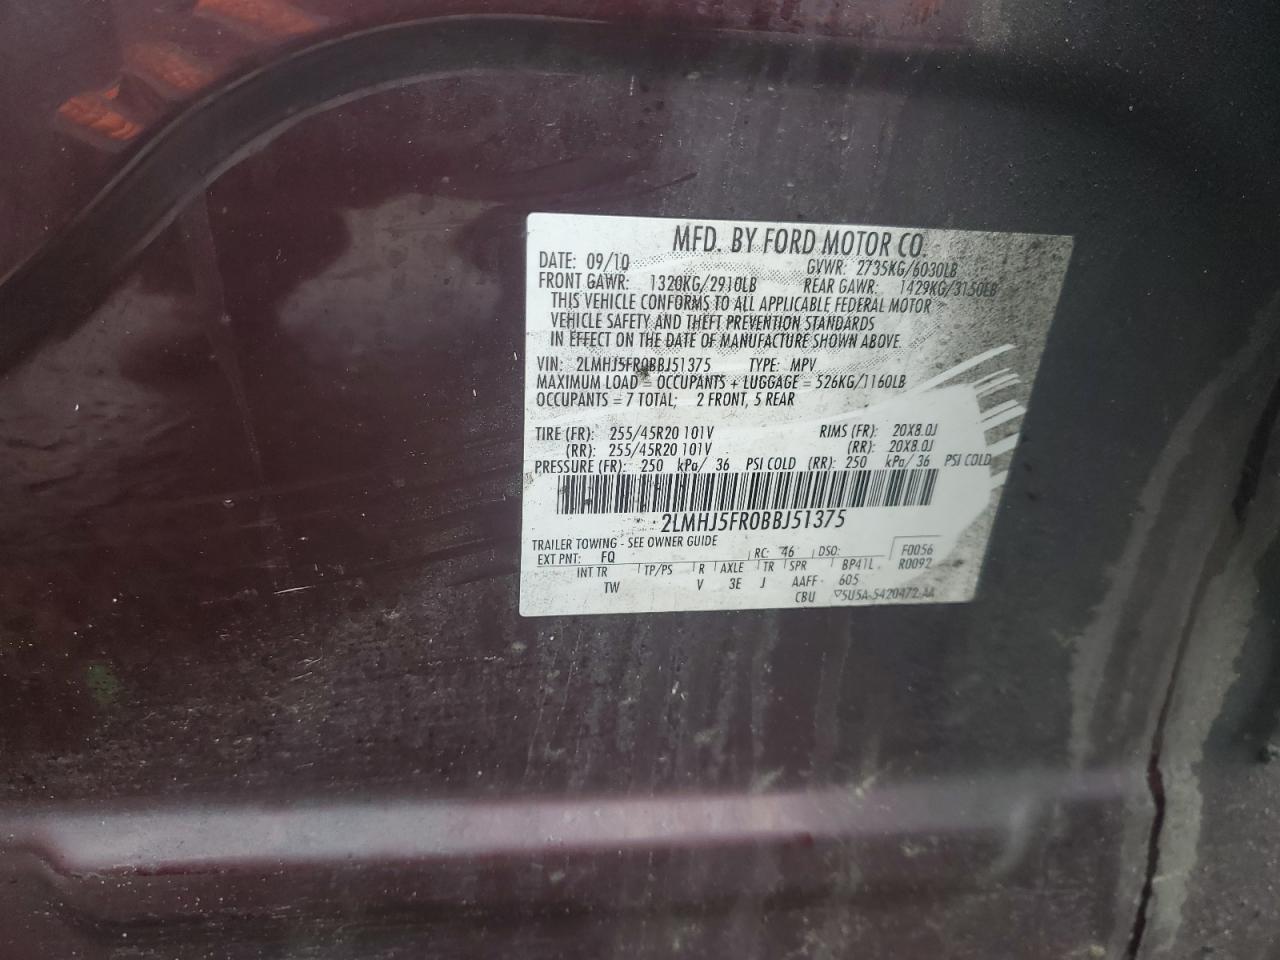 MFD. BY FORD MOTOR CO.
DATE: 09/10 GVWR: 2735KG/6030LB
FRONT GAWR: 1320KG/2910LB REAR GAWR: 1429KG/3150LB
THIS VEHICLE CONFORMS TO ALL APPLICABLE FEDERAL MOTOR
VEHICLE SAFETY AND THEFT PREVENTION STANDARDS
IN EFFECT ON THE DATE OF MANUFACTURE SHOWN ABOVE.
VIN: 2LMHJ5FR0BBJ51375 TYPE: MPV
MAXIMUM LOAD = OCCUPANTS + LUGGAGE = 526KG/1160LB
OCCUPANTS = 7 TOTAL; 2 FRONT, 5 REAR
TIRE (FR): 255/45R20 101V RIMS (FR): 20X8.0J
(RR): 255/45R20 101V (RR): 20X8.0J
PRESSURE (FR): 250 kPa/ 36 PSI COLD (RR): 250 kPa/ 36 PSI COLD
2LMHJ5FR0BBJ51375
TRAILER TOWING - SEE OWNER GUIDE
EXT PNT: FQ RC: 46 DSO: F0056
INT TR TP/PS R AXLE TR SPR BP41L R0092
TW V 3E J AAFF 605
CBU ▽5U5A-5420472-AA